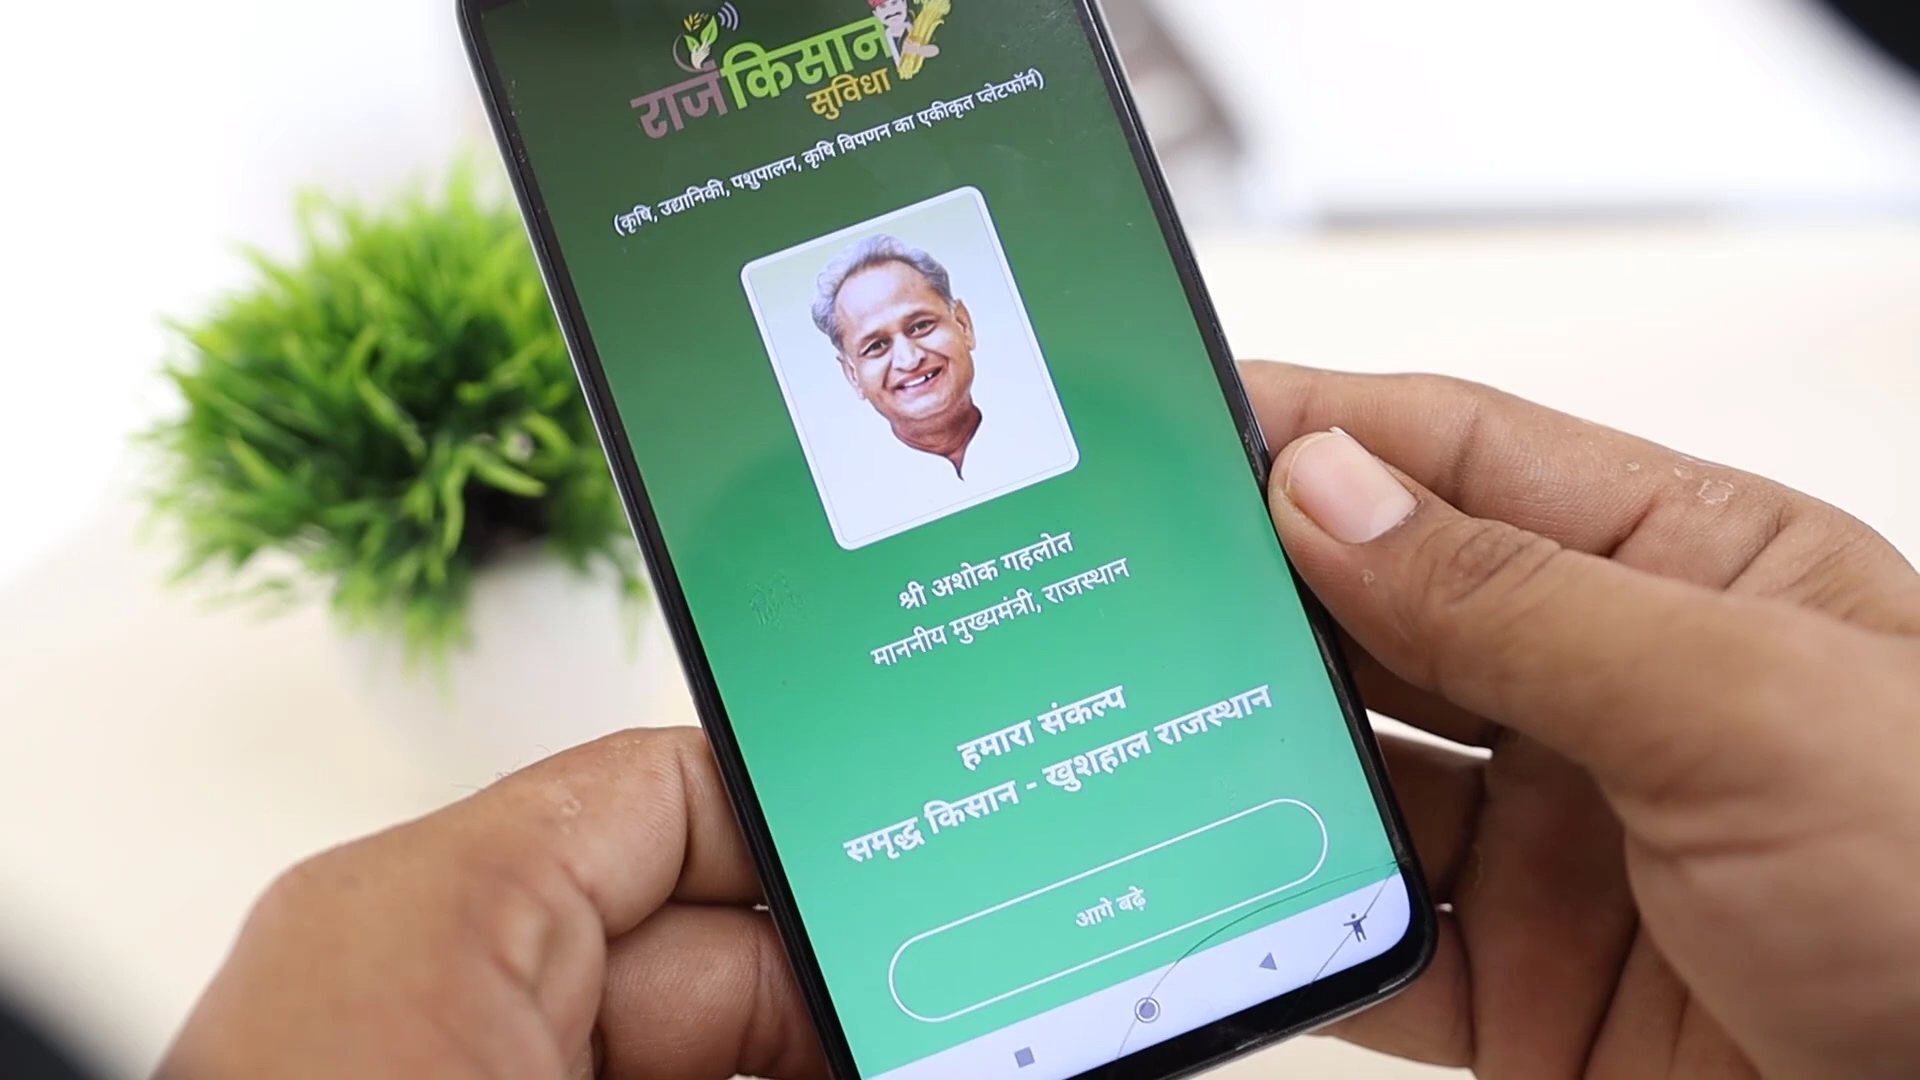 राज किसान
सुविधा
(कृषि, उद्यानिकी, पशुपालन, कृषि विपणन का एकीकृत प्लेटफॉर्म)
श्री अशोक गहलोत
माननीय मुख्यमंत्री, राजस्थान
हमारा संकल्प
समृद्ध किसान - खुशहाल राजस्थान
आगे बढ़े